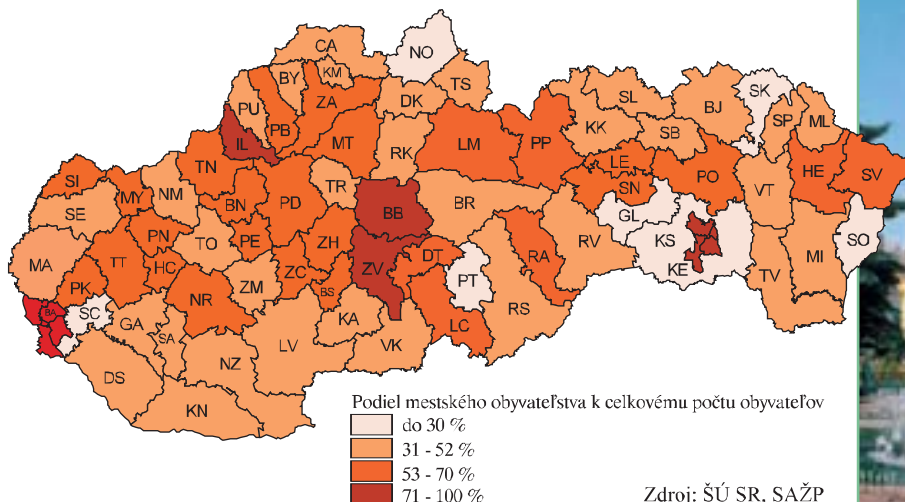 CA
NO
BY
KM
TS
PU
ZA
DK
SL
SK
BJ
PB
KK
SP
ML
IL
MT
RK
LM
PP
SB
TN
LE
PO
HE
SV
SI
NM
TR
SN
VT
MY
BN
PD
BB
BR
GL
SE
PN
TO
PE
ZH
RA
RV
KS
SO
MA
TT
HC
ZV
DT
KE
MI
PK
NR
ZM
ZC
BS
PT
TV
BA
SC
GA
SA
KA
LC
RS
LV
VK
DS
NZ
KN
Podiel mestského obyvateľstva k celkovému počtu obyvateľov
do 30 %
31 - 52 %
53 - 70 %
71 - 100 %
Zdroj: ŠÚ SR, SAŽP